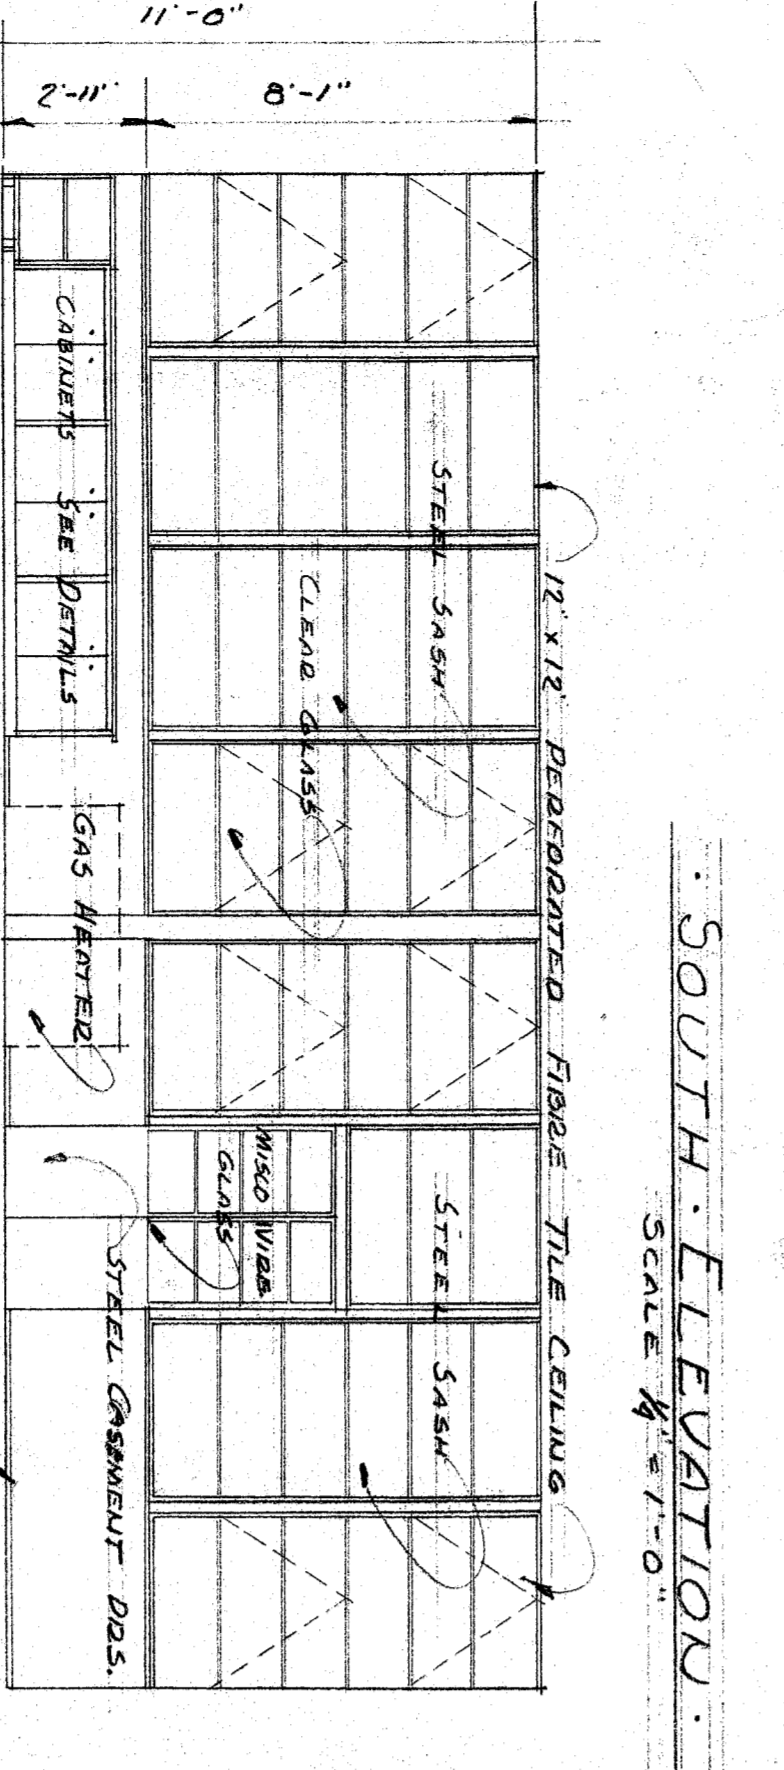 · SOUTH · ELEVATION ·
SCALE 1/4" = 1'-0"
12" x 12" PERFORATED FIBRE TILE CEILING
STEEL SASH
CLEAR GLASS
STEEL SASH
MISCO WIRE
GLASS
CABINETS SEE DETAILS
GAS HEATER
STEEL CASEMENT DRS.
8'-1"
2'-11"
11'-0"